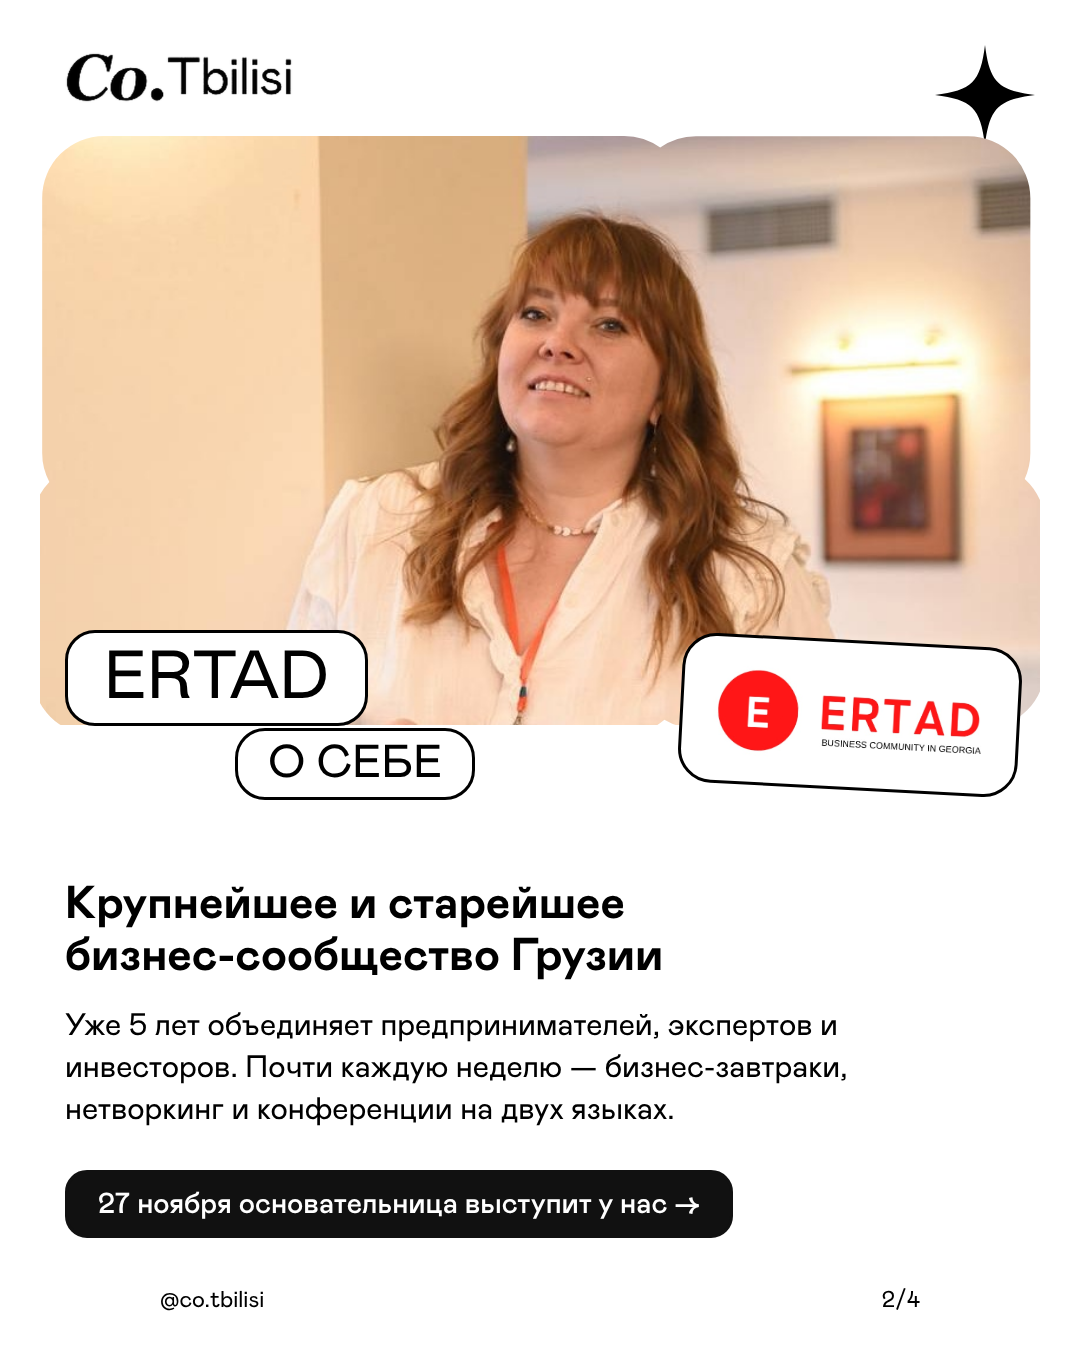 Co. Tbilisi
ERTAD
О СЕБЕ
E ERTAD
BUSINESS COMMUNITY IN GEORGIA
Крупнейшее и старейшее
бизнес-сообщество Грузии
Уже 5 лет объединяет предпринимателей, экспертов и
инвесторов. Почти каждую неделю — бизнес-завтраки,
нетворкинг и конференции на двух языках.
27 ноября основательница выступит у нас →
@co.tbilisi
2/4